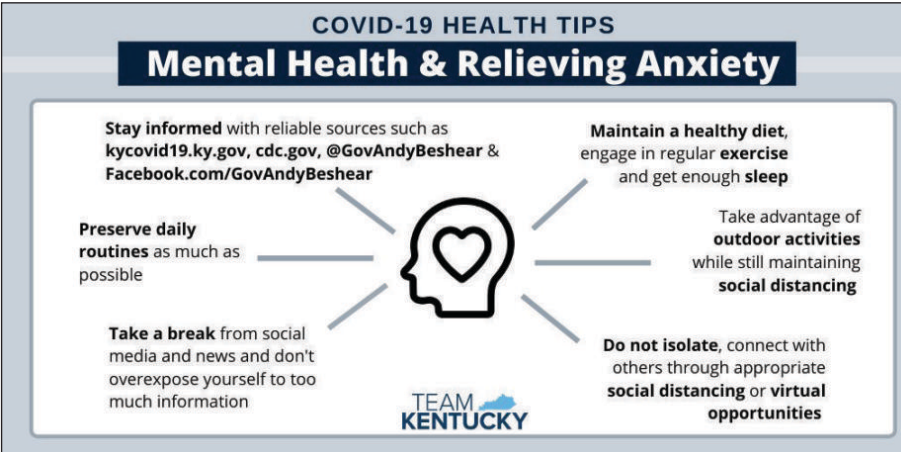 COVID-19 HEALTH TIPS
Mental Health & Relieving Anxiety
Stay informed with reliable sources such as
kycovid19.ky.gov, cdc.gov, @GovAndyBeshear &
Facebook.com/GovAndyBeshear
Preserve daily
routines as much as
possible
Take a break from social
media and news and don't
overexpose yourself to too
much information
Maintain a healthy diet,
engage in regular exercise
and get enough sleep
Take advantage of
outdoor activities
while still maintaining
social distancing
Do not isolate, connect with
others through appropriate
social distancing or virtual
opportunities
TEAM
KENTUCKY